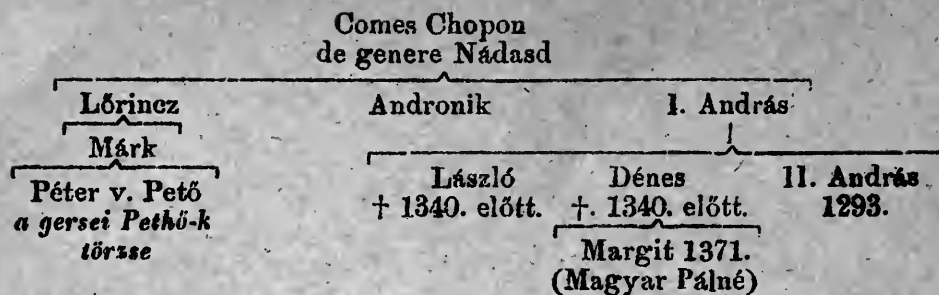 Comes Chopon
de genere Nádasd
Lőrincz Andronik I. András
Márk
László Dénes II. András
Péter v. Pető † 1340. előtt. †. 1340. előtt. 1293.
a gersei Pethő-k
törzse
Margit 1371.
(Magyar Pálné)